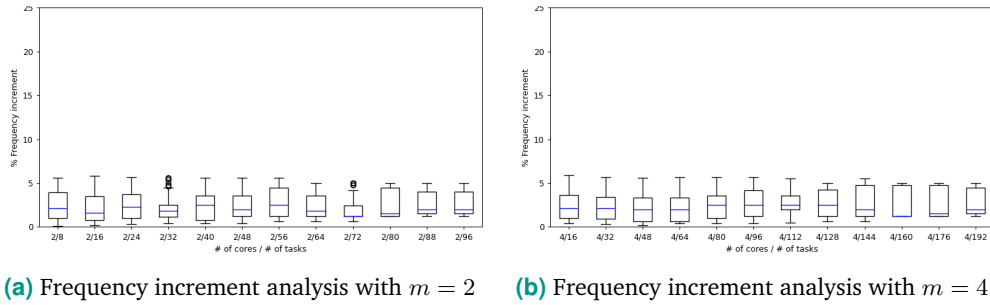 25
20
15
10
5
0
% Frequency increment
2/8 2/16 2/24 2/32 2/40 2/48 2/56 2/64 2/72 2/80 2/88 2/96
# of cores / # of tasks
(a) Frequency increment analysis with m = 2
25
20
15
10
5
0
% Frequency increment
4/16 4/32 4/48 4/64 4/80 4/96 4/112 4/128 4/144 4/160 4/176 4/192
# of cores / # of tasks
(b) Frequency increment analysis with m = 4